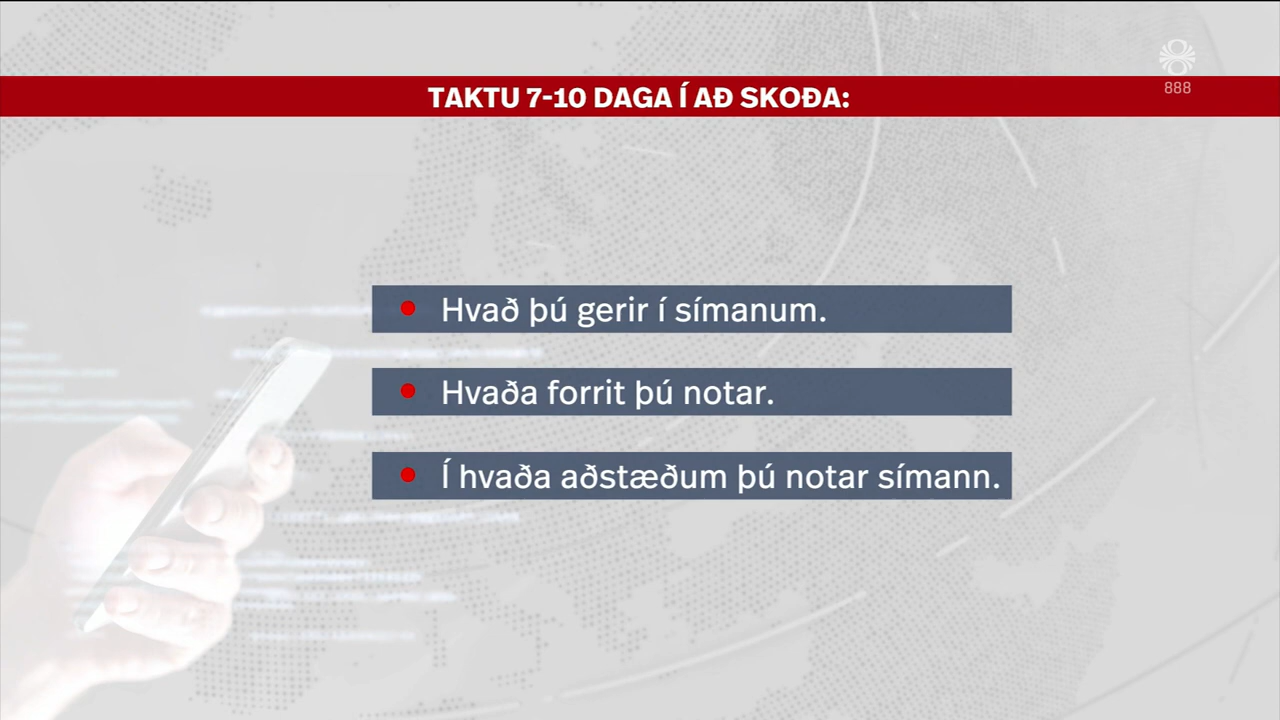 888
TAKTU 7-10 DAGA Í AÐ SKOÐA:
Hvað þú gerir í símanum.
Hvaða forrit þú notar.
Í hvaða aðstæðum þú notar símann.